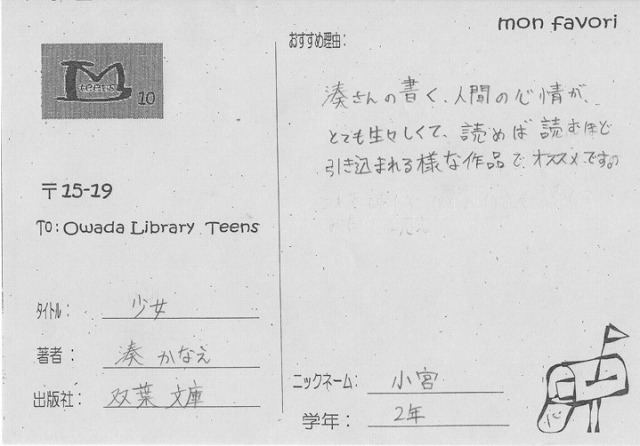 mon favori
teens
10
〒15-19
To: Owada Library Teens
タイトル: 少女
著者: 湊 かなえ
出版社: 双葉 文庫
おすすめ理由:
湊さんの書く、人間の心情が、
とても生々しくて、読めば読むほど
引き込まれる様な作品で、オススメです。
ニックネーム: 小宮
学年: 2年